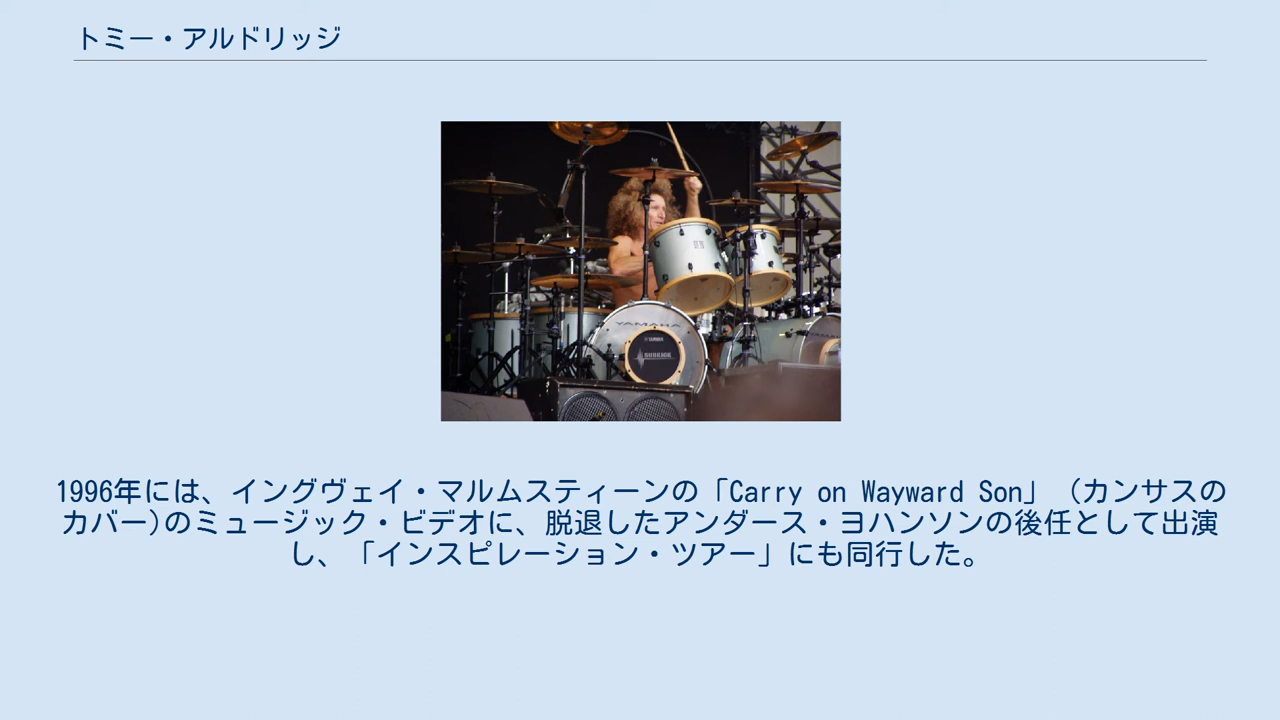 トミー・アルドリッジ
YAMAHA
1996年には、イングヴェイ・マルムスティーンの「Carry on Wayward Son」 (カンサスの
カバー)のミュージック・ビデオに、脱退したアンダース・ヨハンソンの後任として出演
し、「インスピレーション・ツアー」にも同行した。